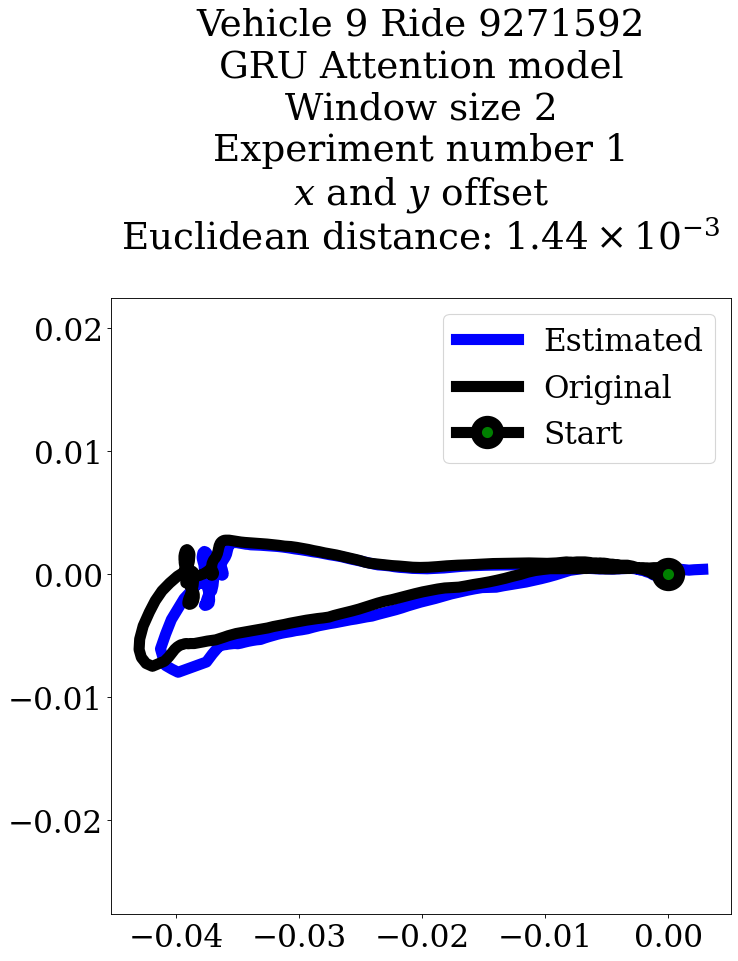 Vehicle 9 Ride 9271592
GRU Attention model
Window size 2
Experiment number 1
x and y offset
Euclidean distance: 1.44 × 10⁻³
Estimated
Original
Start
0.02
0.01
0.00
−0.01
−0.02
−0.04 −0.03 −0.02 −0.01 0.00